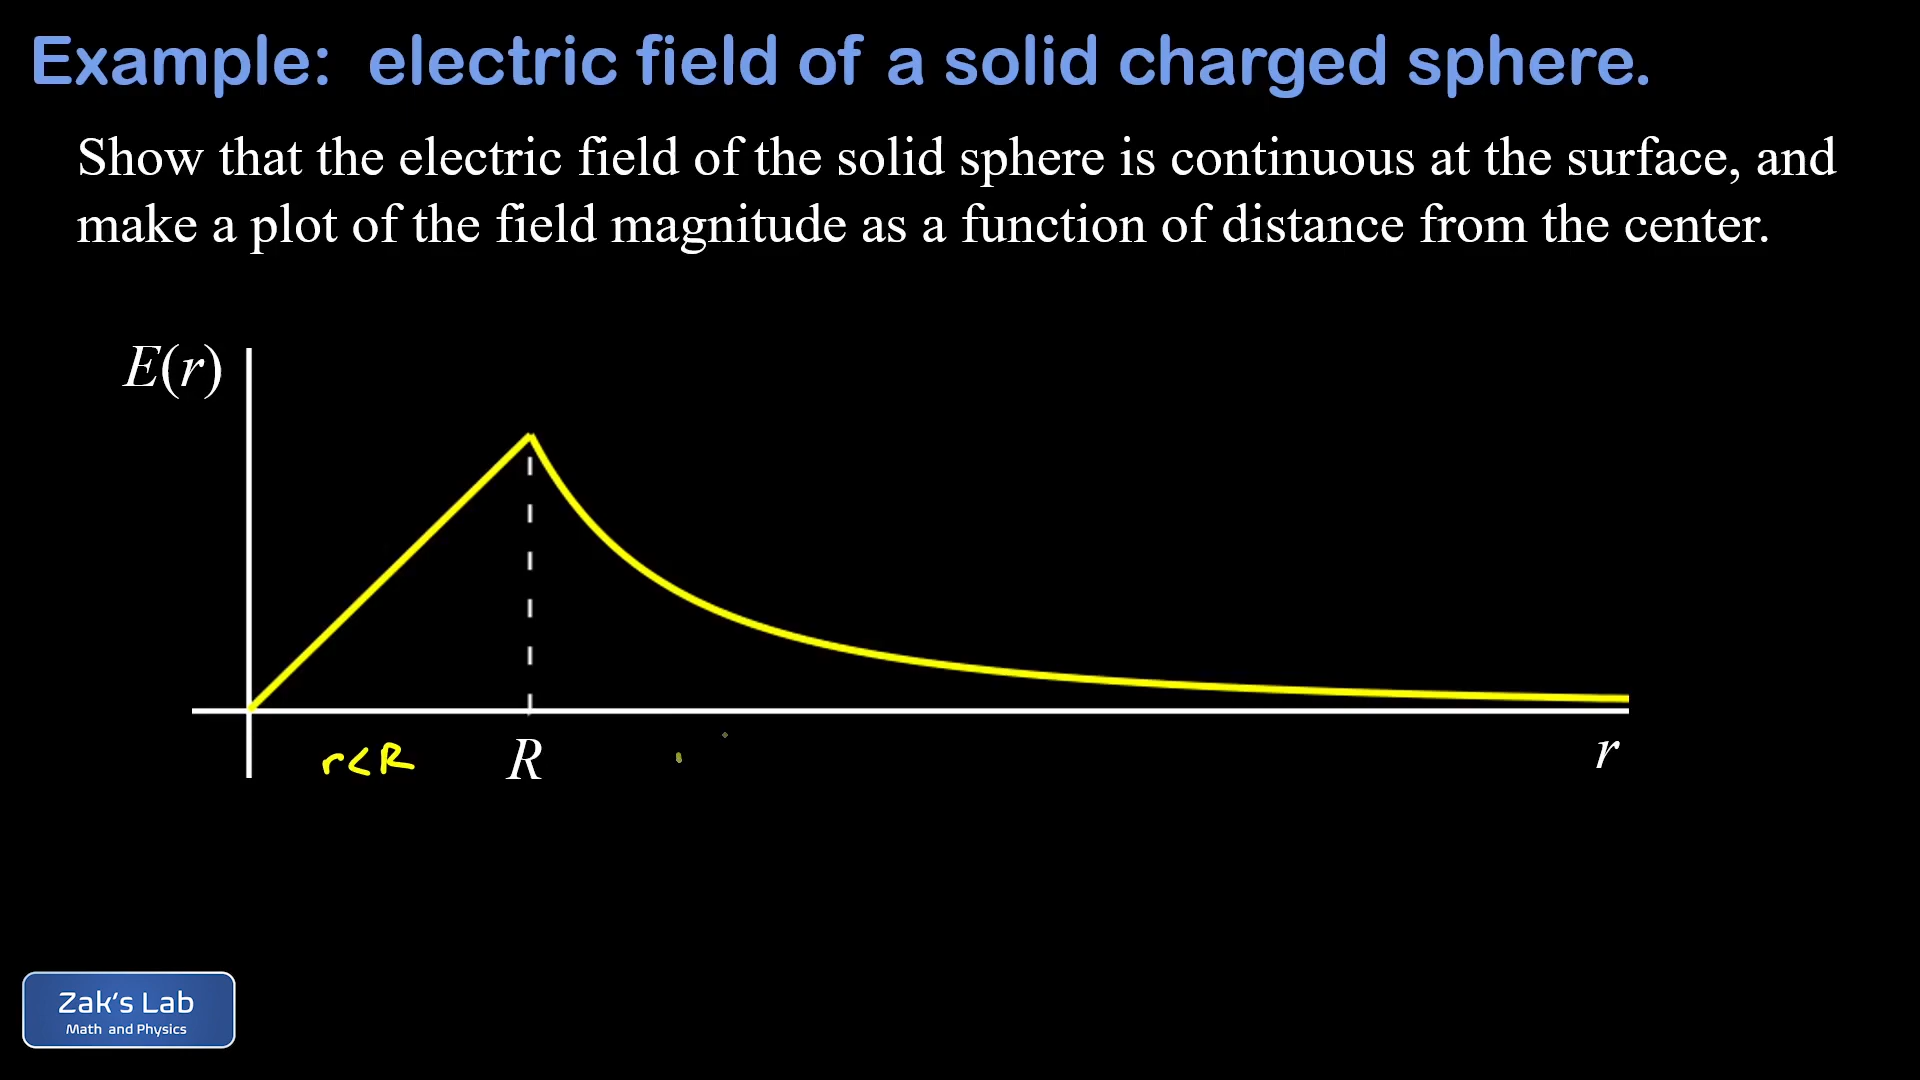 Example: electric field of a solid charged sphere.
Show that the electric field of the solid sphere is continuous at the surface, and
make a plot of the field magnitude as a function of distance from the center.
E(r)
r<R
R
r
Zak's Lab
Math and Physics